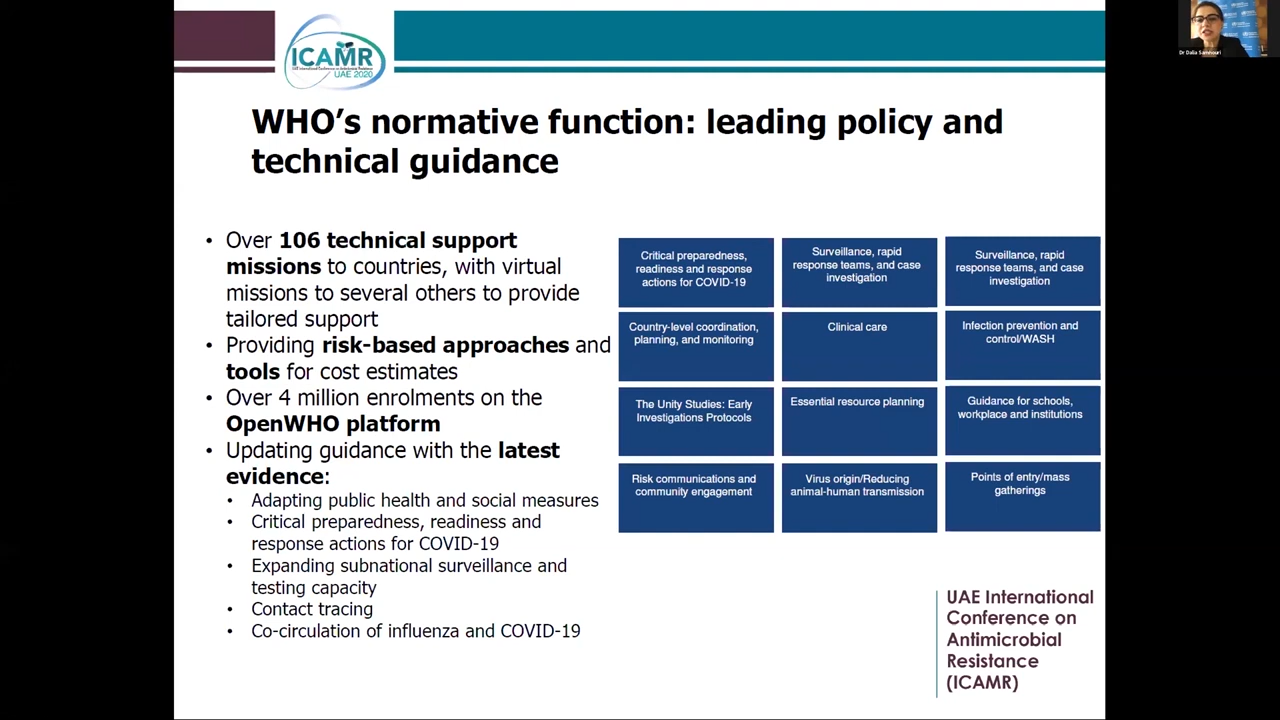 ICAMR
UAE 2020
Dr Dalia Samhouri
WHO's normative function: leading policy and
technical guidance
• Over 106 technical support
missions to countries, with virtual
missions to several others to provide
tailored support
• Providing risk-based approaches and
tools for cost estimates
• Over 4 million enrolments on the
OpenWHO platform
• Updating guidance with the latest
evidence:
• Adapting public health and social measures
• Critical preparedness, readiness and
response actions for COVID-19
• Expanding subnational surveillance and
testing capacity
• Contact tracing
• Co-circulation of influenza and COVID-19
Critical preparedness,
readiness and response
actions for COVID-19
Surveillance, rapid
response teams, and case
investigation
Surveillance, rapid
response teams, and case
investigation
Country-level coordination,
planning, and monitoring
Clinical care
Infection prevention and
control/WASH
The Unity Studies: Early
Investigations Protocols
Essential resource planning
Guidance for schools,
workplace and institutions
Risk communications and
community engagement
Virus origin/Reducing
animal-human transmission
Points of entry/mass
gatherings
UAE International
Conference on
Antimicrobial
Resistance
(ICAMR)